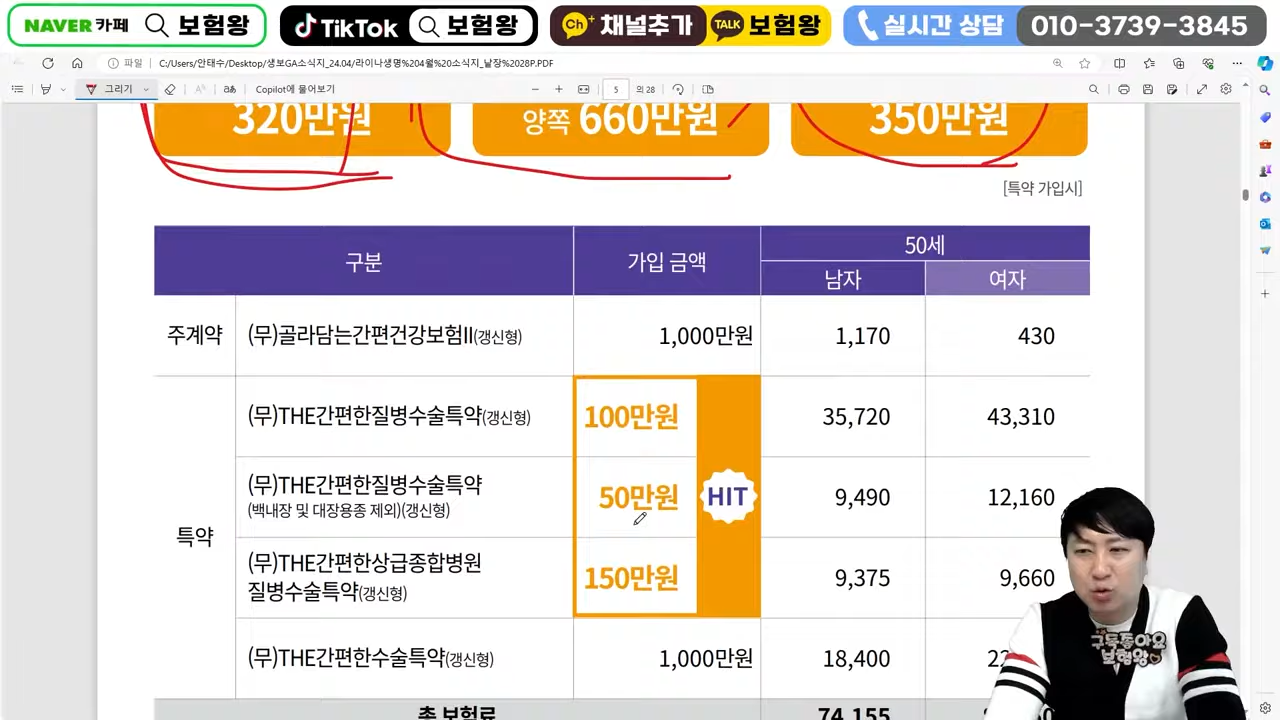 NAVER 카페 보험왕
TikTok 보험왕
Ch+ 채널추가 TALK 보험왕
실시간 상담 010-3739-3845
파일 C:/Users/안태수/Desktop/생보GA소식지_24.04/라이나생명%204월%20소식지_낱장%2028P.PDF
그리기 Copilot에 물어보기 5 의 28
320만원 양쪽 660만원 350만원
[특약 가입시]
구분 가입 금액 50세
남자 여자
주계약 (무)골라담는간편건강보험II(갱신형) 1,000만원 1,170 430
특약
(무)THE간편한질병수술특약(갱신형) 100만원 35,720 43,310
(무)THE간편한질병수술특약
(백내장 및 대장용종 제외)(갱신형) 50만원 HIT 9,490 12,160
(무)THE간편한상급종합병원
질병수술특약(갱신형) 150만원 9,375 9,660
(무)THE간편한수술특약(갱신형) 1,000만원 18,400
총 보험료 74,155
구독좋아요
보험왕